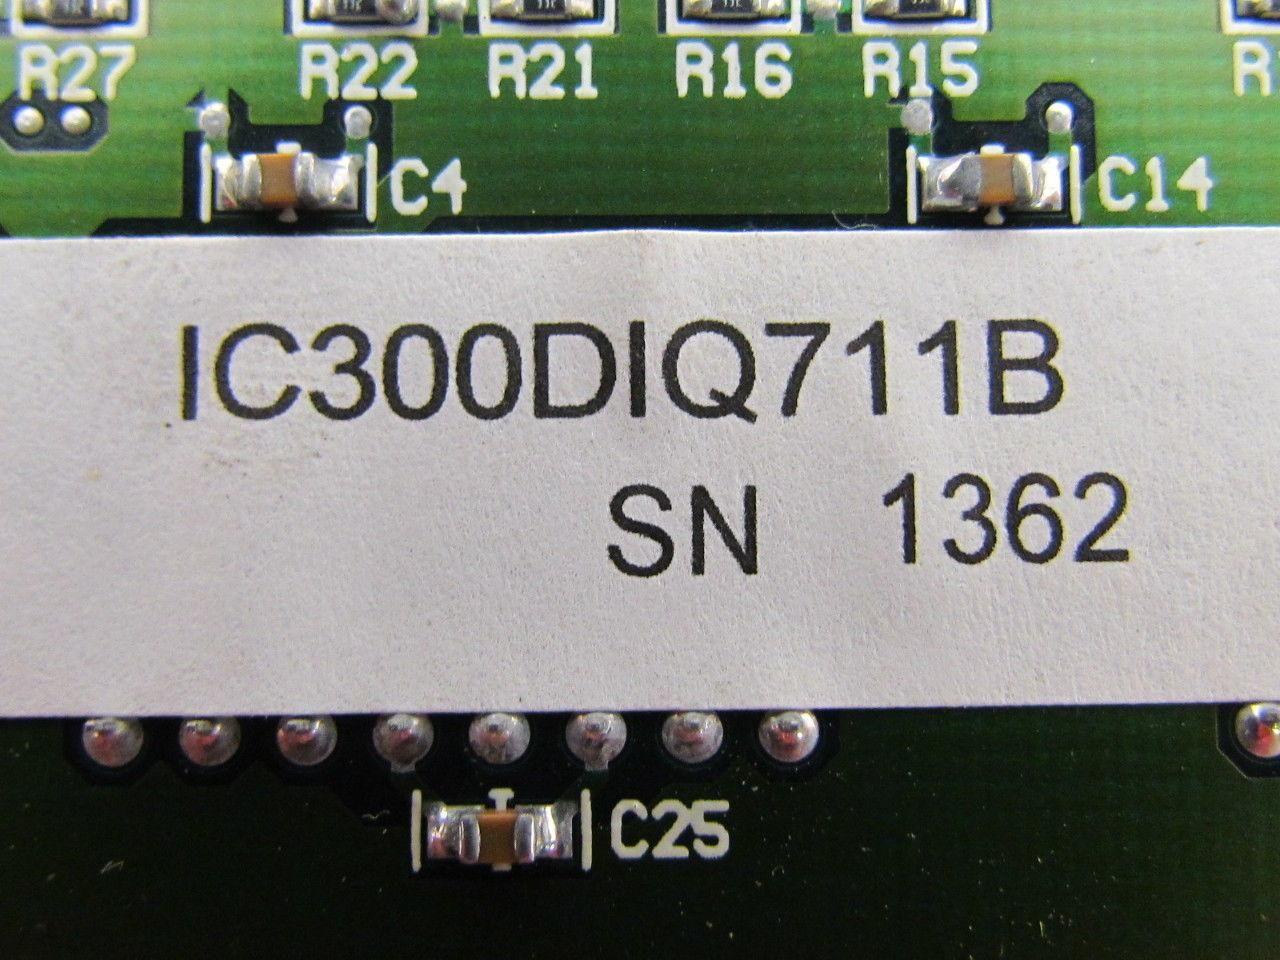 R27 R22 R21 R16 R15
C4 C14
IC300DIQ711B
SN 1362
C25